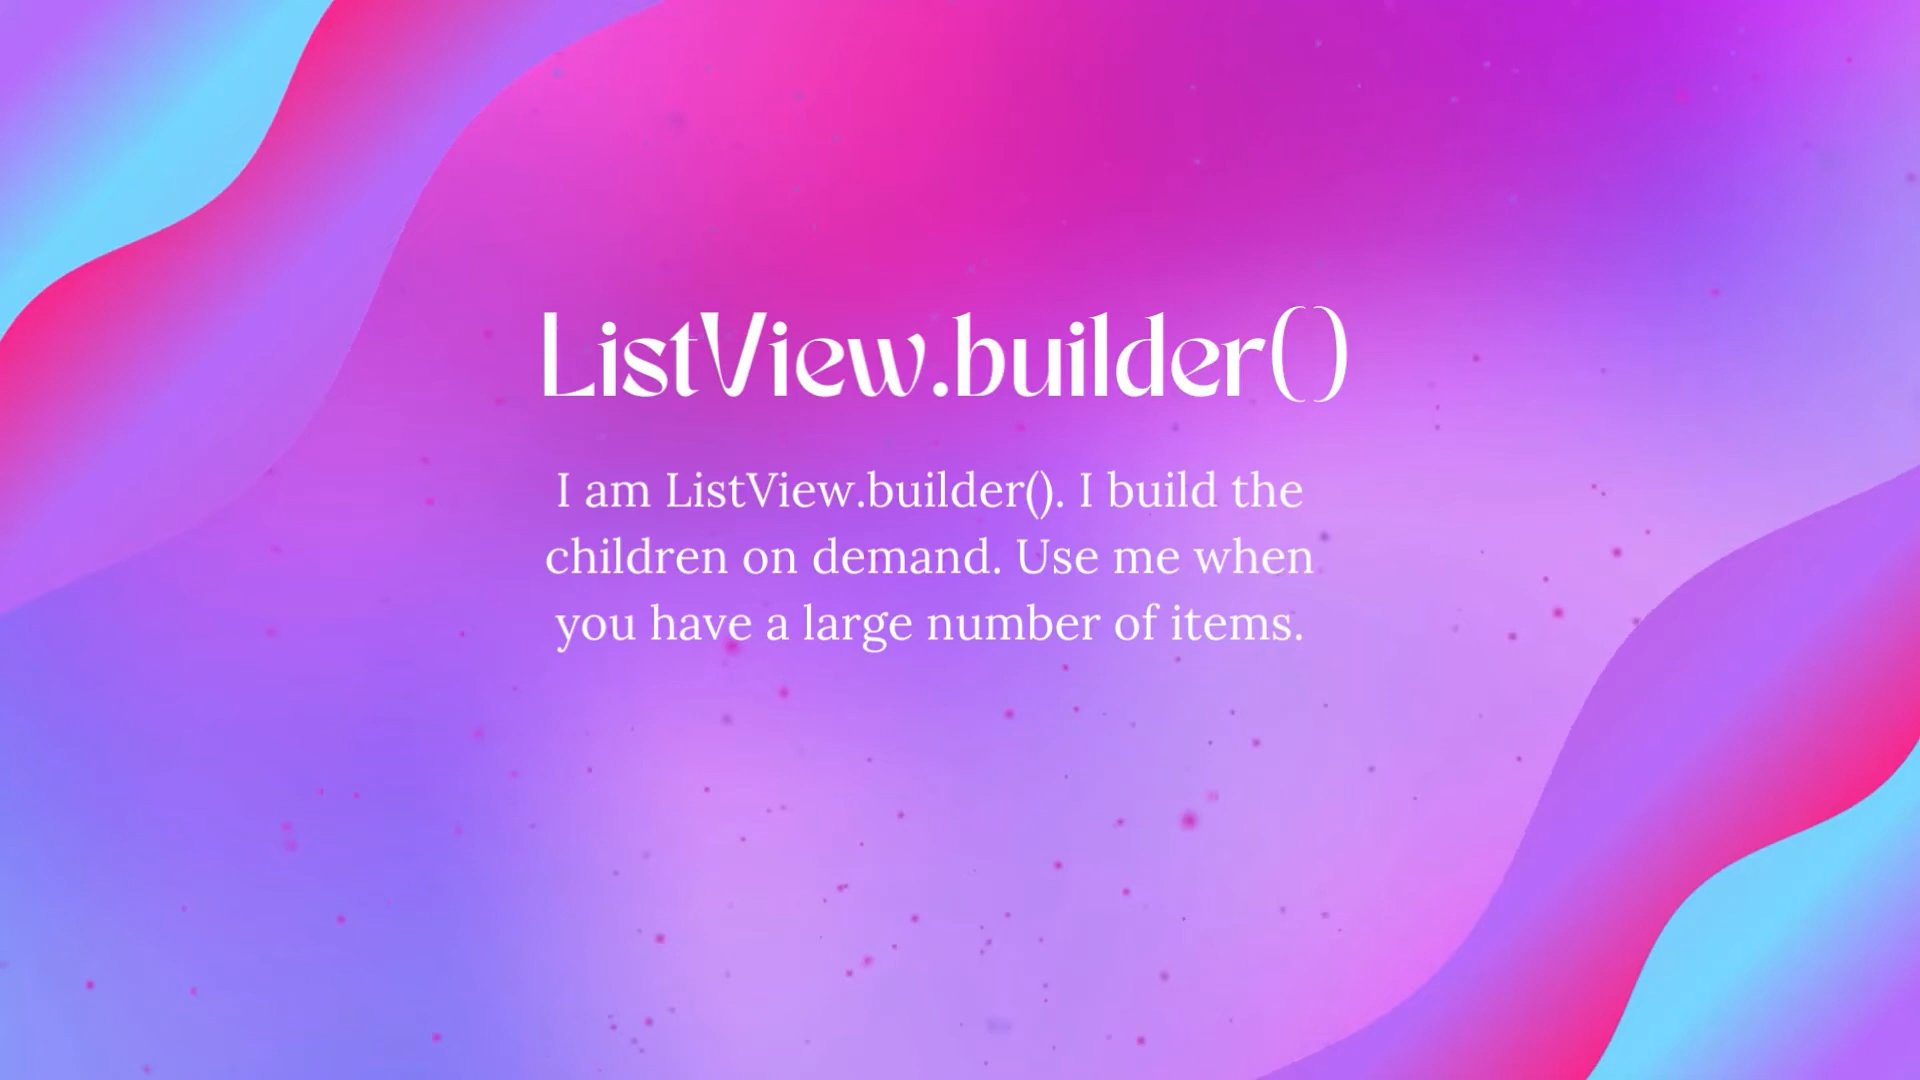 ListView.builder()
I am ListView.builder(). I build the
children on demand. Use me when
you have a large number of items.